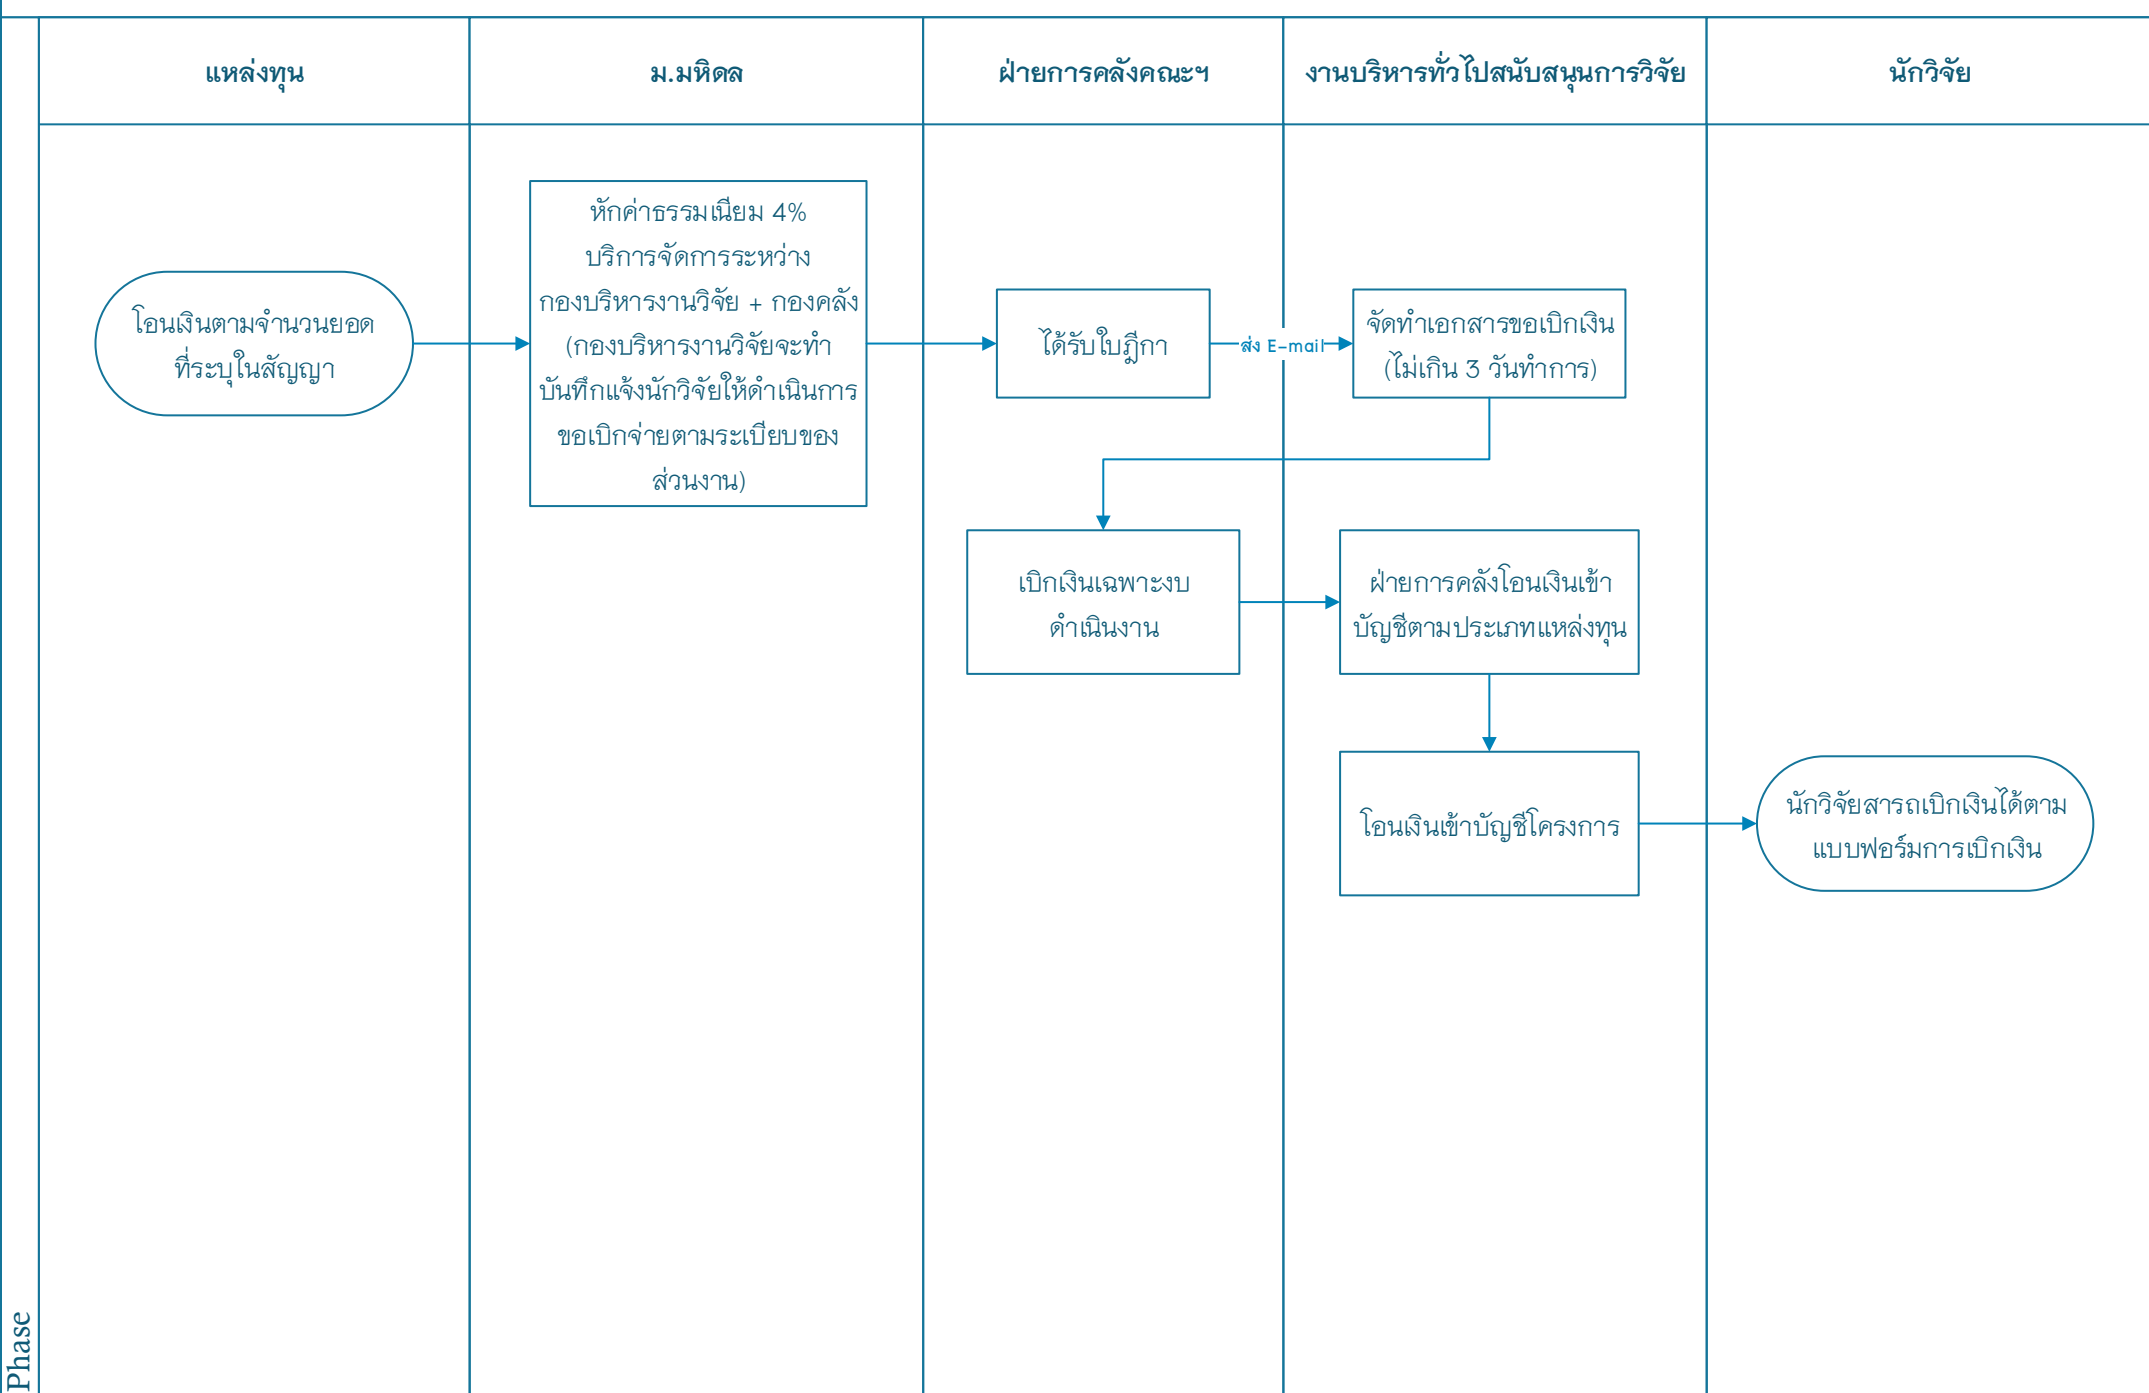 แหล่งทุน
ม.มหิดล
ฝ่ายการคลังคณะฯ
งานบริหารทั่วไปสนับสนุนการวิจัย
นักวิจัย
โอนเงินตามจำนวนยอด
ที่ระบุในสัญญา
หักค่าธรรมเนียม 4%
บริการจัดการระหว่าง
กองบริหารงานวิจัย + กองคลัง
(กองบริหารงานวิจัยจะทำ
บันทึกแจ้งนักวิจัยให้ดำเนินการ
ขอเบิกจ่ายตามระเบียบของ
ส่วนงาน)
ได้รับใบฎีกา
ส่ง E-mail
จัดทำเอกสารขอเบิกเงิน
(ไม่เกิน 3 วันทำการ)
เบิกเงินเฉพาะงบ
ดำเนินงาน
ฝ่ายการคลังโอนเงินเข้า
บัญชีตามประเภทแหล่งทุน
โอนเงินเข้าบัญชีโครงการ
นักวิจัยสารถเบิกเงินได้ตาม
แบบฟอร์มการเบิกเงิน
Phase